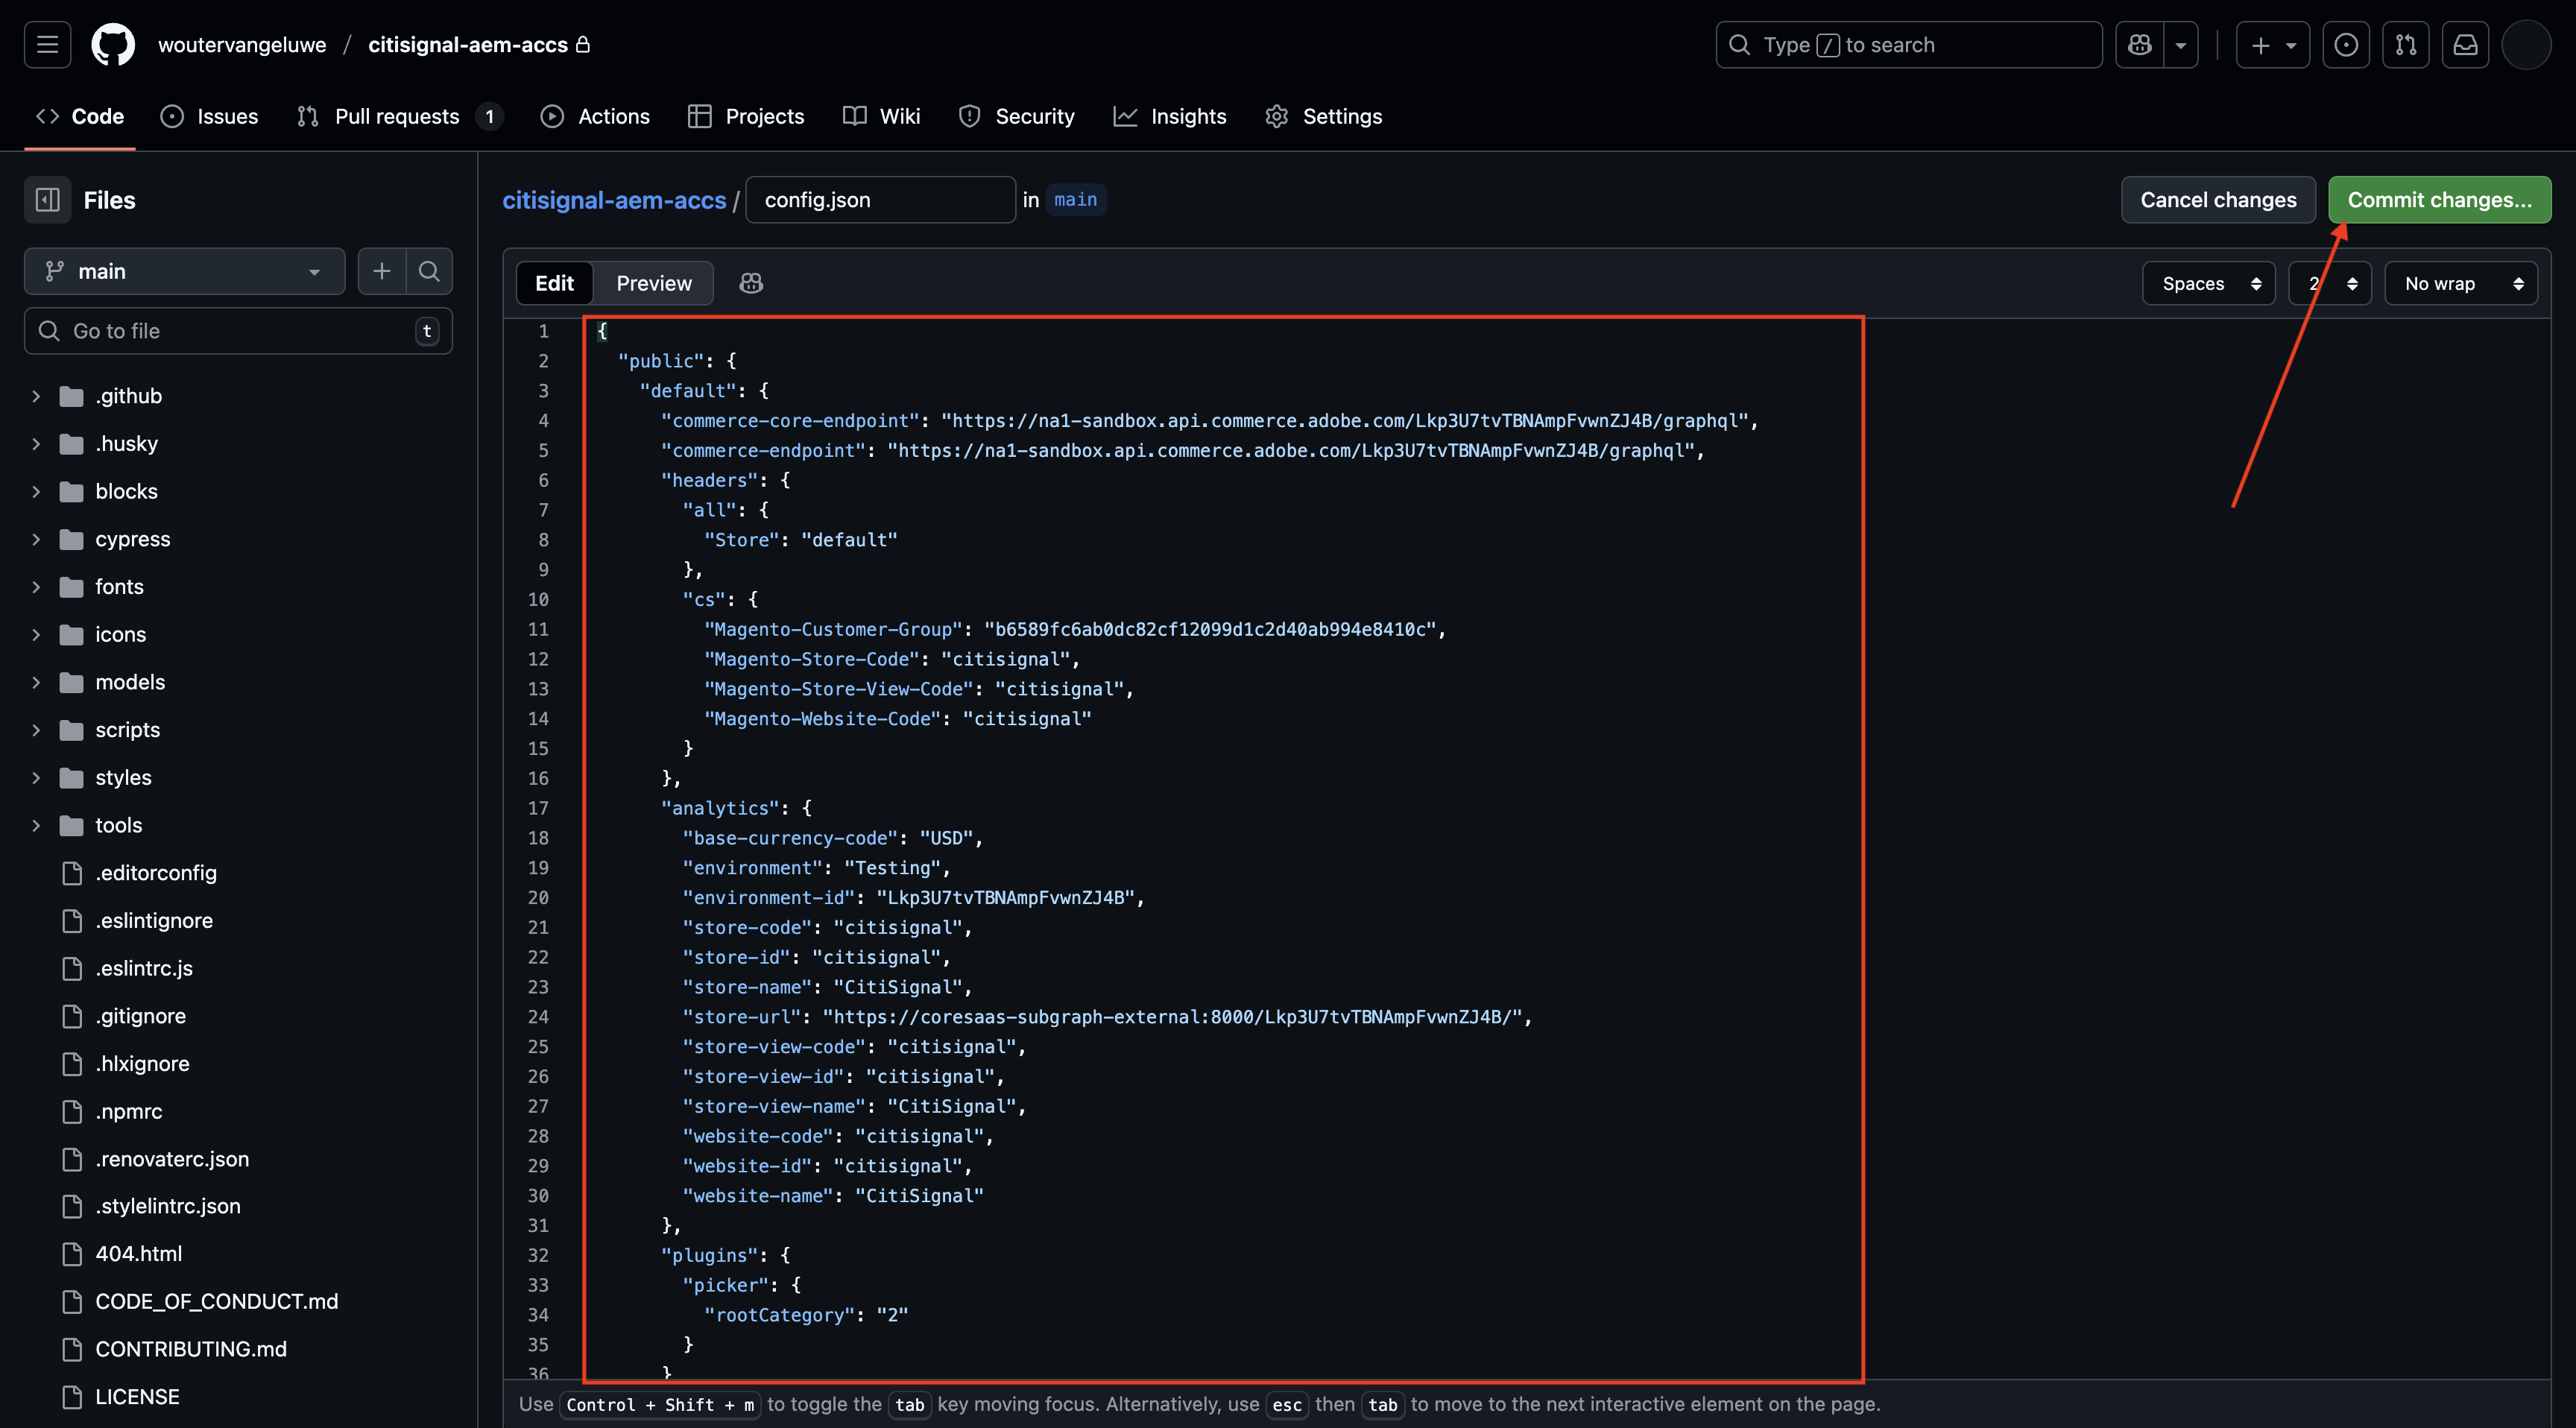 woutervangeluwe / citisignal-aem-accs
Type / to search
Code Issues Pull requests 1 Actions Projects Wiki Security Insights Settings
Files
citisignal-aem-accs / config.json in main
Cancel changes Commit changes...
main
Go to file t
Edit Preview
Spaces 2 No wrap
.github
.husky
blocks
cypress
fonts
icons
models
scripts
styles
tools
.editorconfig
.eslintignore
.eslintrc.js
.gitignore
.hlxignore
.npmrc
.renovaterc.json
.stylelintrc.json
404.html
CODE_OF_CONDUCT.md
CONTRIBUTING.md
LICENSE
1 {
2 "public": {
3 "default": {
4 "commerce-core-endpoint": "https://na1-sandbox.api.commerce.adobe.com/Lkp3U7tvTBNAmpFvwnZJ4B/graphql",
5 "commerce-endpoint": "https://na1-sandbox.api.commerce.adobe.com/Lkp3U7tvTBNAmpFvwnZJ4B/graphql",
6 "headers": {
7 "all": {
8 "Store": "default"
9 },
10 "cs": {
11 "Magento-Customer-Group": "b6589fc6ab0dc82cf12099d1c2d40ab994e8410c",
12 "Magento-Store-Code": "citisignal",
13 "Magento-Store-View-Code": "citisignal",
14 "Magento-Website-Code": "citisignal"
15 }
16 },
17 "analytics": {
18 "base-currency-code": "USD",
19 "environment": "Testing",
20 "environment-id": "Lkp3U7tvTBNAmpFvwnZJ4B",
21 "store-code": "citisignal",
22 "store-id": "citisignal",
23 "store-name": "CitiSignal",
24 "store-url": "https://coresaas-subgraph-external:8000/Lkp3U7tvTBNAmpFvwnZJ4B/",
25 "store-view-code": "citisignal",
26 "store-view-id": "citisignal",
27 "store-view-name": "CitiSignal",
28 "website-code": "citisignal",
29 "website-id": "citisignal",
30 "website-name": "CitiSignal"
31 },
32 "plugins": {
33 "picker": {
34 "rootCategory": "2"
35 }
36 }
Use Control + Shift + m to toggle the tab key moving focus. Alternatively, use esc then tab to move to the next interactive element on the page.